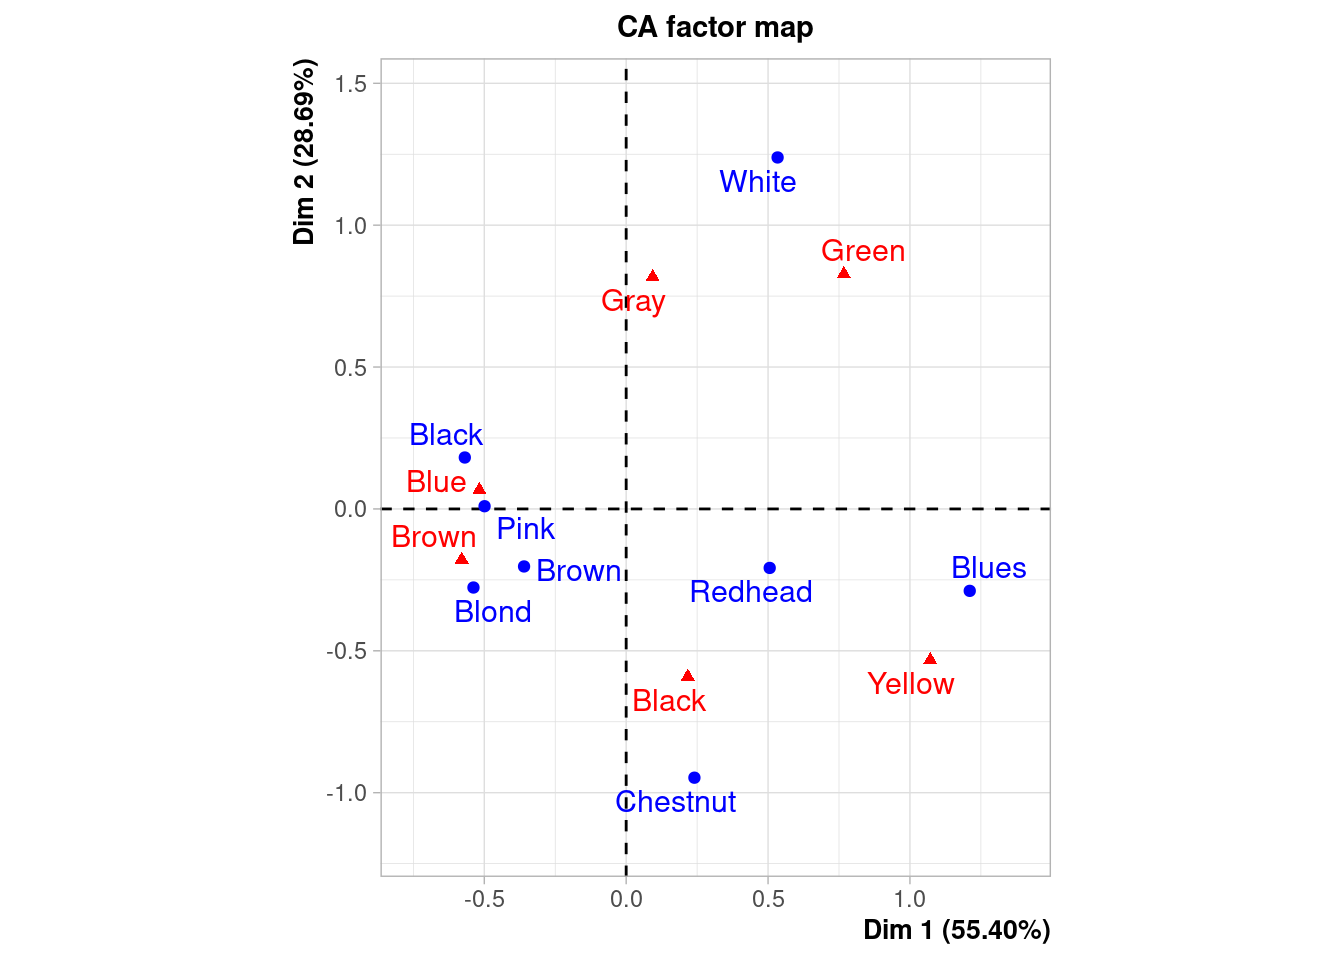 CA factor map
Dim 2 (28.69%)
1.5
1.0
0.5
0.0
-0.5
-1.0
White
Green
Gray
Black
Blue
Pink
Brown
Brown
Blond
Redhead
Blues
Yellow
Black
Chestnut
-0.5
0.0
0.5
1.0
Dim 1 (55.40%)